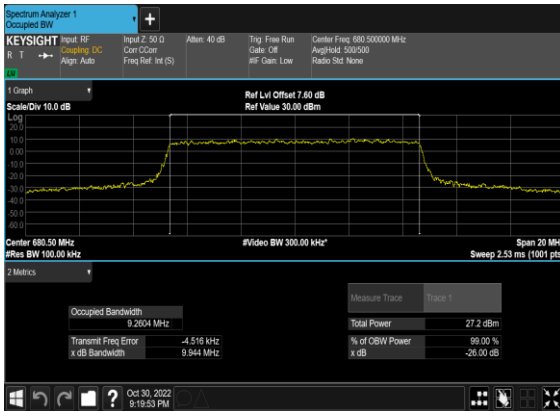 Spectrum Analyzer 1
Occupied BW
+
KEYSIGHT
R T
LXI
Input: RF
Coupling: DC
Align: Auto
Input Z: 50 Ω
Corr CCorr
Freq Ref: Int (S)
Atten: 40 dB
Trig: Free Run
Gate: Off
#IF Gain: Low
Center Freq: 680.500000 MHz
Avg|Hold: 500/500
Radio Std: None
1 Graph
Scale/Div 10.0 dB
Ref Lvl Offset 7.60 dB
Ref Value 30.00 dBm
Log
20.0
10.0
0.00
-10.0
-20.0
-30.0
-40.0
-50.0
-60.0
Center 680.50 MHz
#Res BW 100.00 kHz
#Video BW 300.00 kHz*
Span 20 MH
Sweep 2.53 ms (1001 pts
2 Metrics
Measure Trace
Trace 1
Occupied Bandwidth
9.2604 MHz
Total Power
27.2 dBm
Transmit Freq Error
-4.516 kHz
% of OBW Power
99.00 %
x dB Bandwidth
9.944 MHz
x dB
-26.00 dB
?
Oct 30, 2022
9:19:53 PM